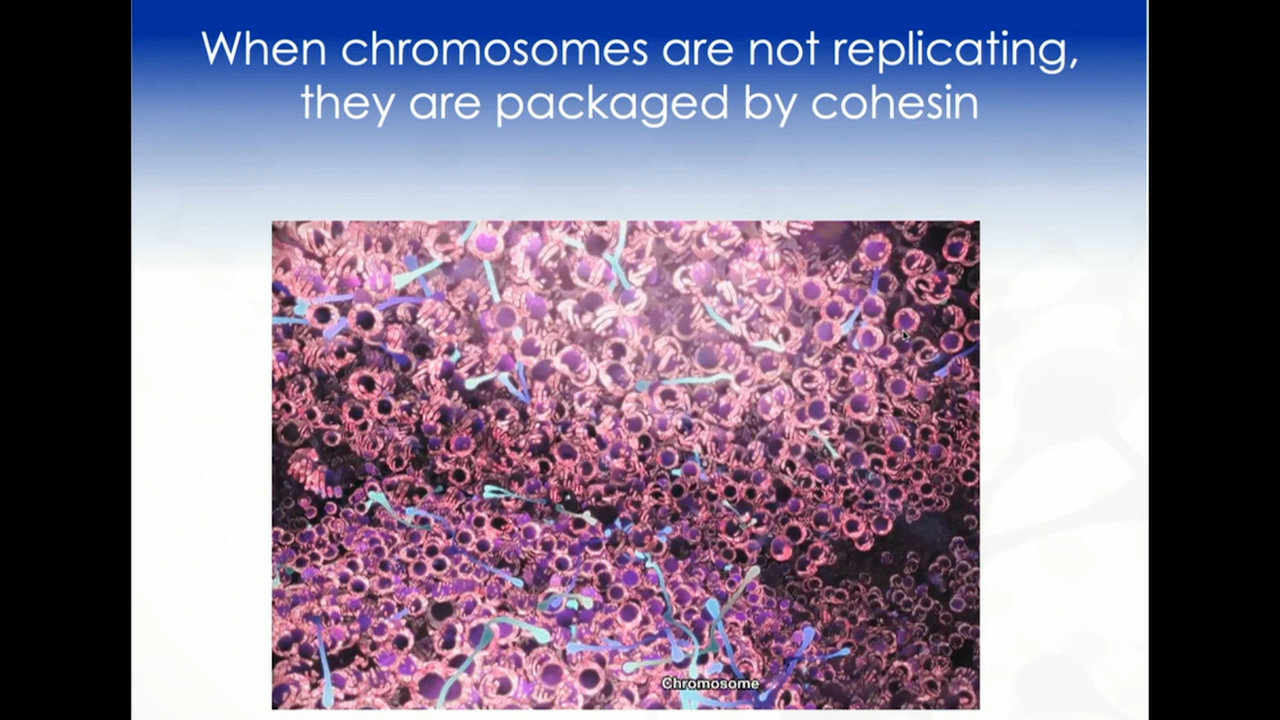 When chromosomes are not replicating,
they are packaged by cohesin
Chromosome